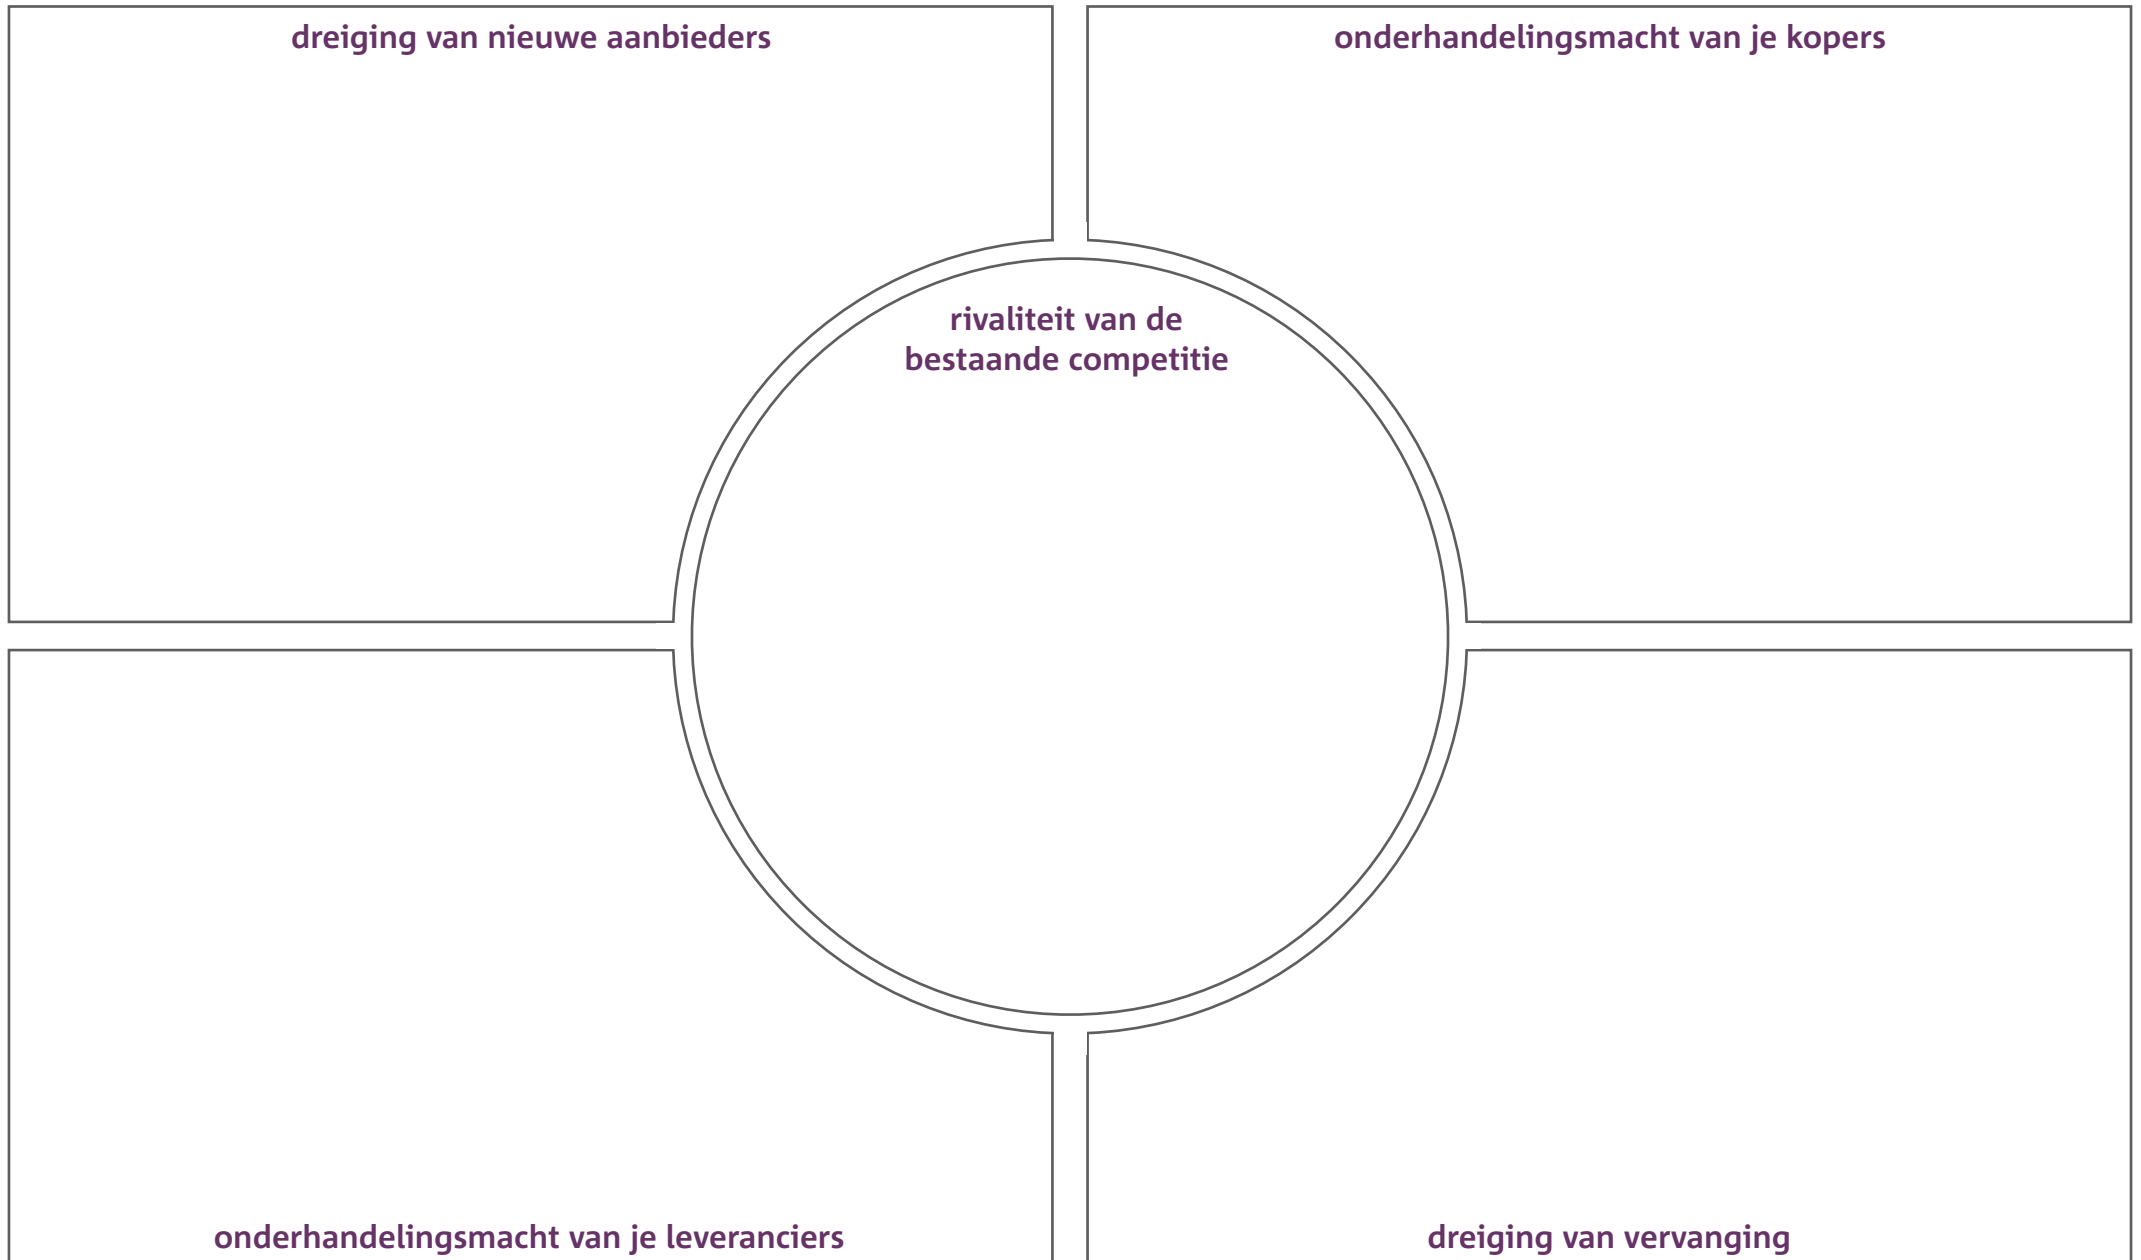 dreiging van nieuwe aanbieders
onderhandelingsmacht van je kopers
rivaliteit van de
bestaande competitie
onderhandelingsmacht van je leveranciers
dreiging van vervanging